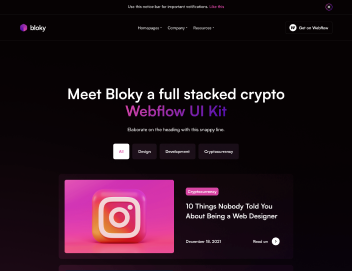 Use this notice bar for important notifications. Like this
bloky
Homepages
Company
Resources
Get on Webflow
Meet Bloky a full stacked crypto
Webflow UI Kit
Elaborate on the heading with this snappy line.
All
Design
Development
Cryptocurrency
Cryptocurrency
10 Things Nobody Told You
About Being a Web Designer
December 15, 2021
Read on